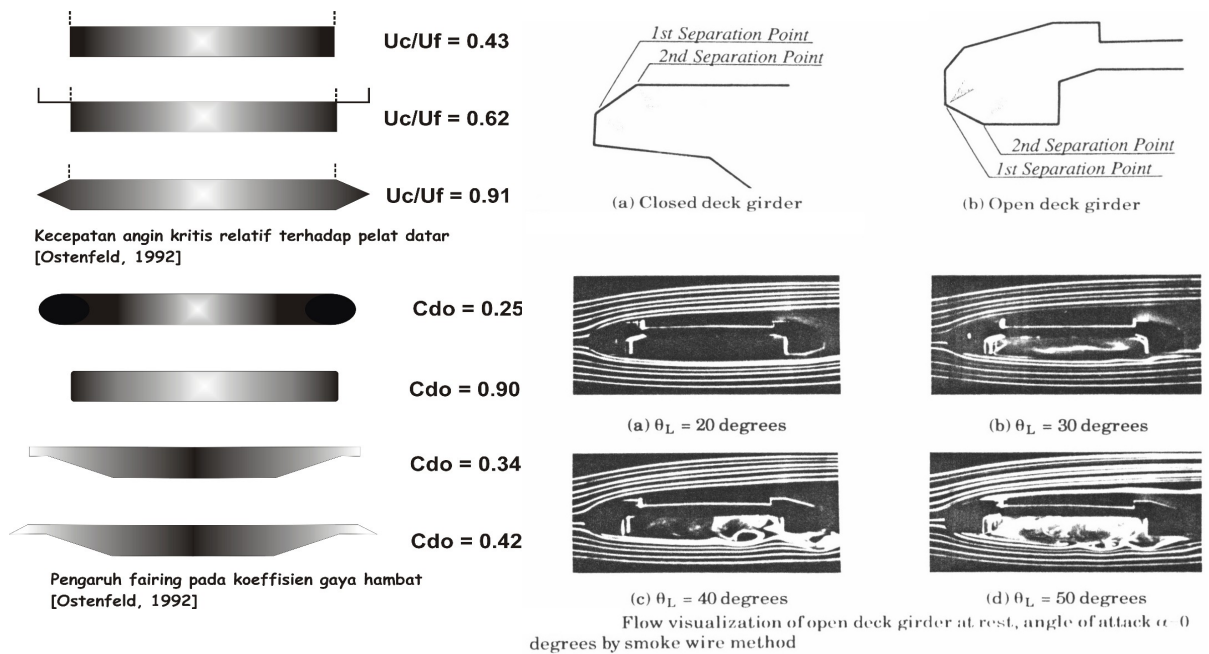 Uc/Uf = 0.43
Uc/Uf = 0.62
Uc/Uf = 0.91
Kecepatan angin kritis relatif terhadap pelat datar
[Ostenfeld, 1992]
Cdo = 0.25
Cdo = 0.90
Cdo = 0.34
Cdo = 0.42
Pengaruh fairing pada koeffisien gaya hambat
[Ostenfeld, 1992]
1st Separation Point
2nd Separation Point
(a) Closed deck girder
2nd Separation Point
1st Separation Point
(b) Open deck girder
(a) θL = 20 degrees
(b) θL = 30 degrees
(c) θL = 40 degrees
(d) θL = 50 degrees
Flow visualization of open deck girder at rest, angle of attack α=0
degrees by smoke wire method